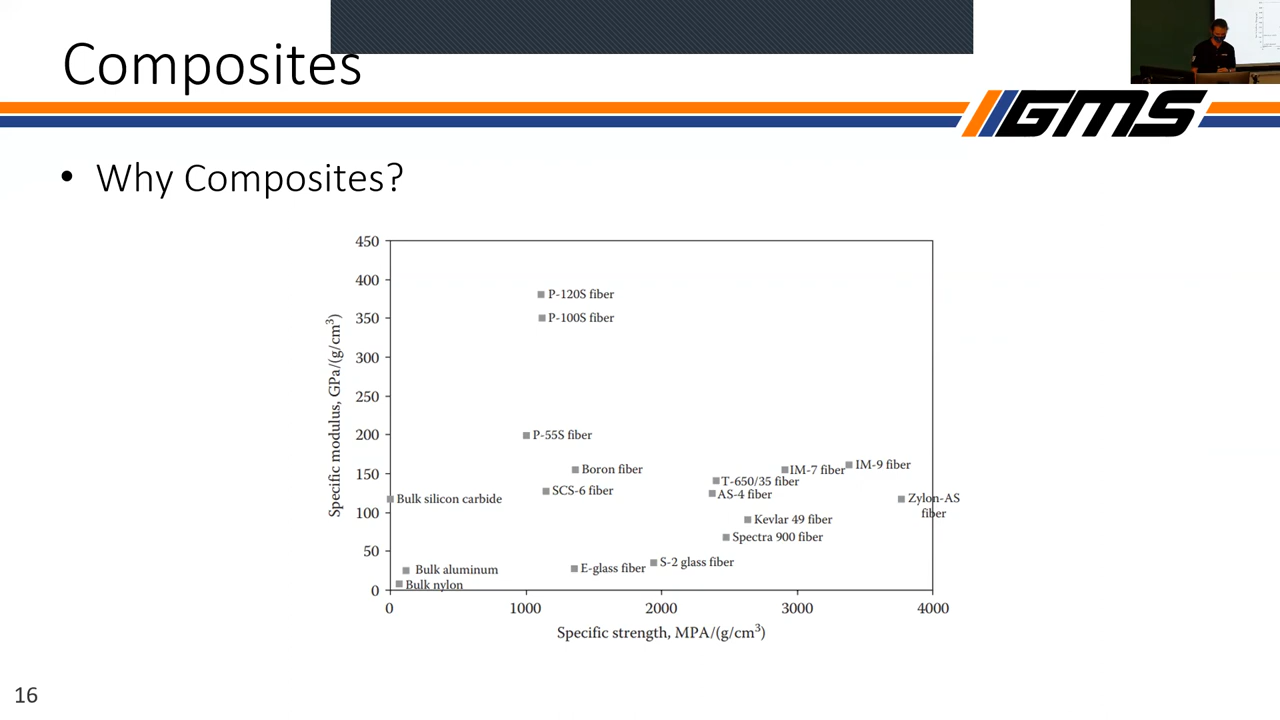 Composites
GMS
• Why Composites?
450
400
350
300
250
200
150
100
50
0
Specific modulus, GPa/(g/cm³)
P-120S fiber
P-100S fiber
P-55S fiber
Boron fiber
IM-7 fiber
IM-9 fiber
T-650/35 fiber
SCS-6 fiber
AS-4 fiber
Bulk silicon carbide
Zylon-AS
fiber
Kevlar 49 fiber
Spectra 900 fiber
S-2 glass fiber
E-glass fiber
Bulk aluminum
Bulk nylon
0 1000 2000 3000 4000
Specific strength, MPA/(g/cm³)
16